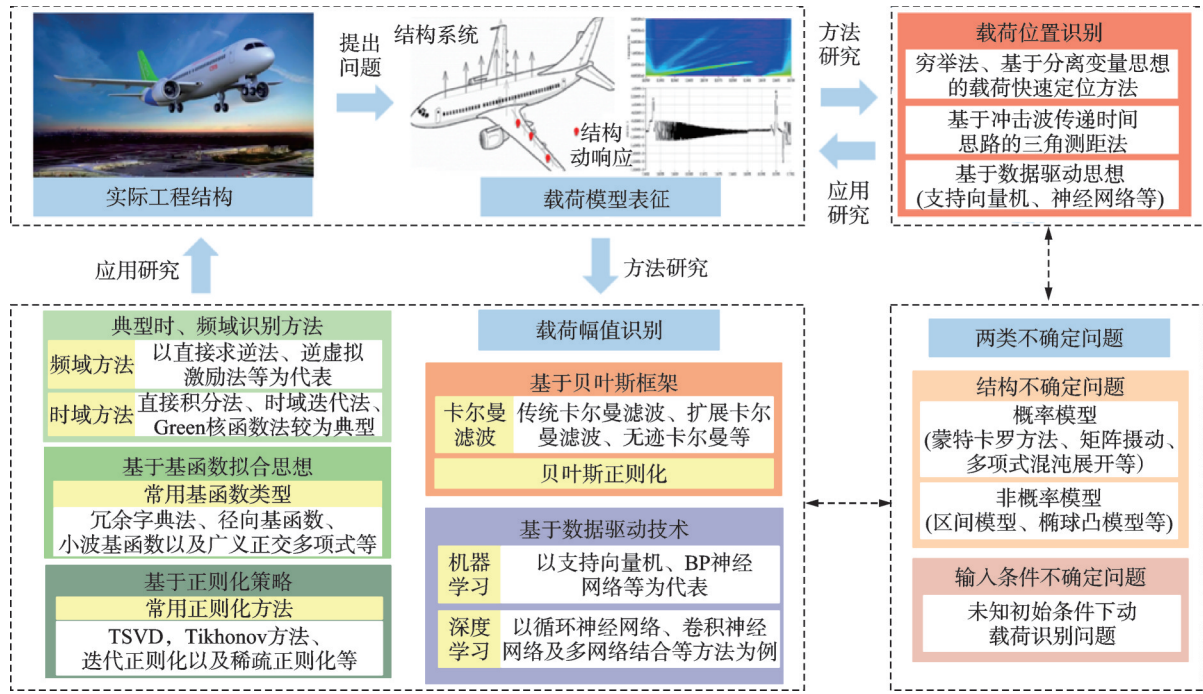 提出
问题
结构系统
结构
动响应
实际工程结构
载荷模型表征
方法
研究
应用
研究
载荷位置识别
穷举法、基于分离变量思想
的载荷快速定位方法
基于冲击波传递时间
思路的三角测距法
基于数据驱动思想
(支持向量机、神经网络等)
应用研究
方法研究
典型时、频域识别方法
频域方法
以直接求逆法、逆虚拟
激励法等为代表
时域方法
直接积分法、时域迭代法、
Green核函数法较为典型
基于基函数拟合思想
常用基函数类型
冗余字典法、径向基函数、
小波基函数以及广义正交多项式等
基于正则化策略
常用正则化方法
TSVD，Tikhonov方法、
迭代正则化以及稀疏正则化等
载荷幅值识别
基于贝叶斯框架
卡尔曼
滤波
传统卡尔曼滤波、扩展卡尔
曼滤波、无迹卡尔曼等
贝叶斯正则化
基于数据驱动技术
机器
学习
以支持向量机、BP神经
网络等为代表
深度
学习
以循环神经网络、卷积神经
网络及多网络结合等方法为例
两类不确定问题
结构不确定问题
概率模型
(蒙特卡罗方法、矩阵摄动、
多项式混沌展开等）
非概率模型
(区间模型、椭球凸模型等)
输入条件不确定问题
未知初始条件下动
载荷识别问题